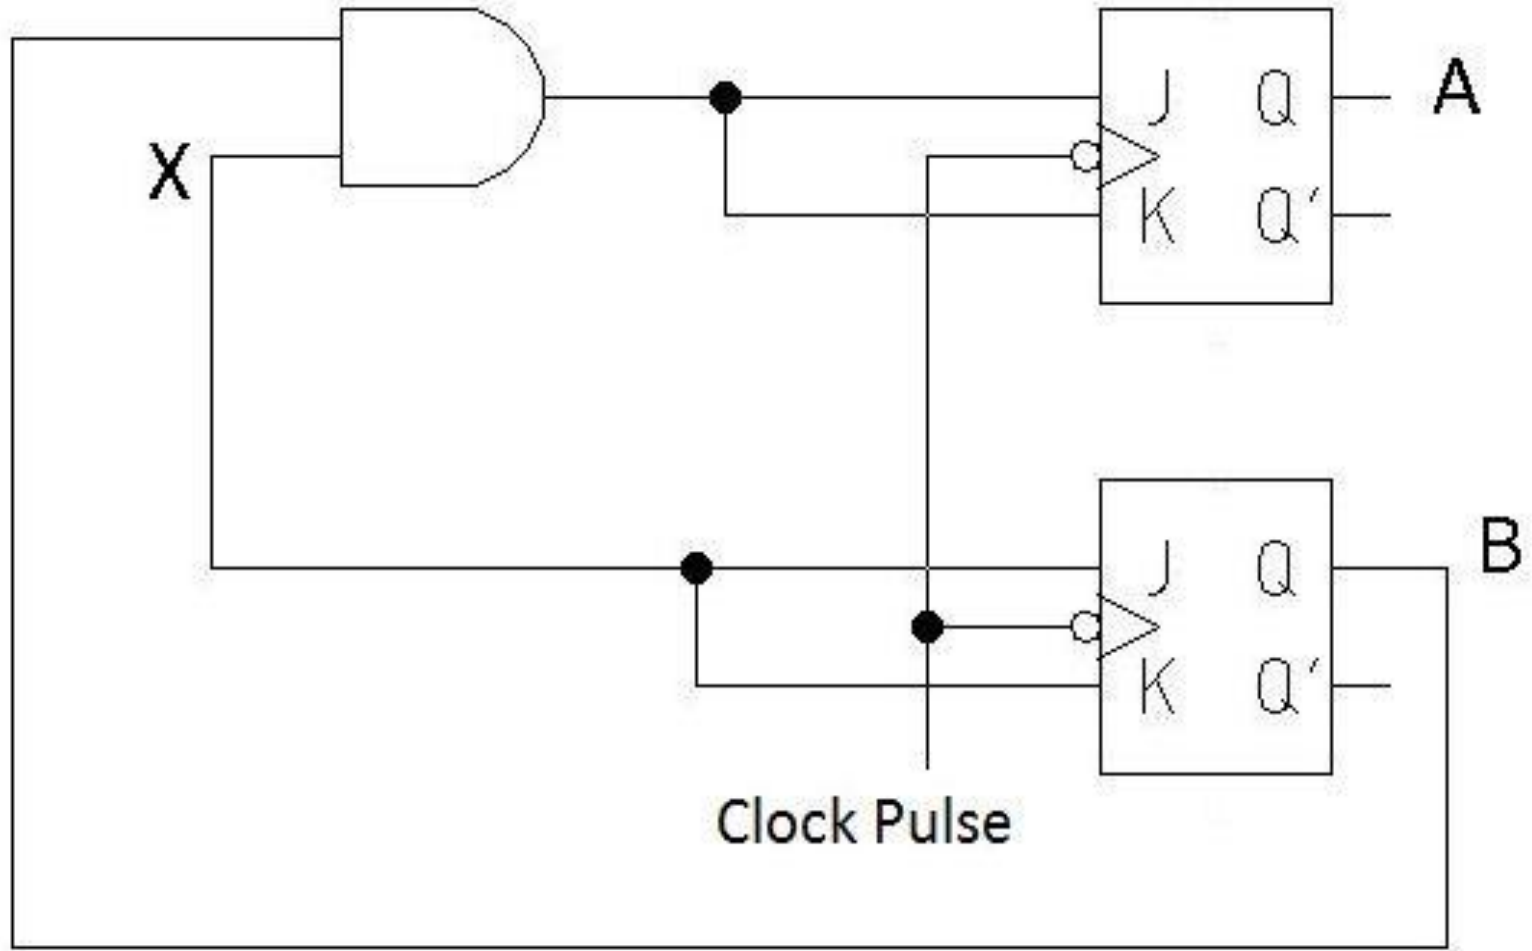 J Q A
X
K Q′
J Q B
K Q′
Clock Pulse